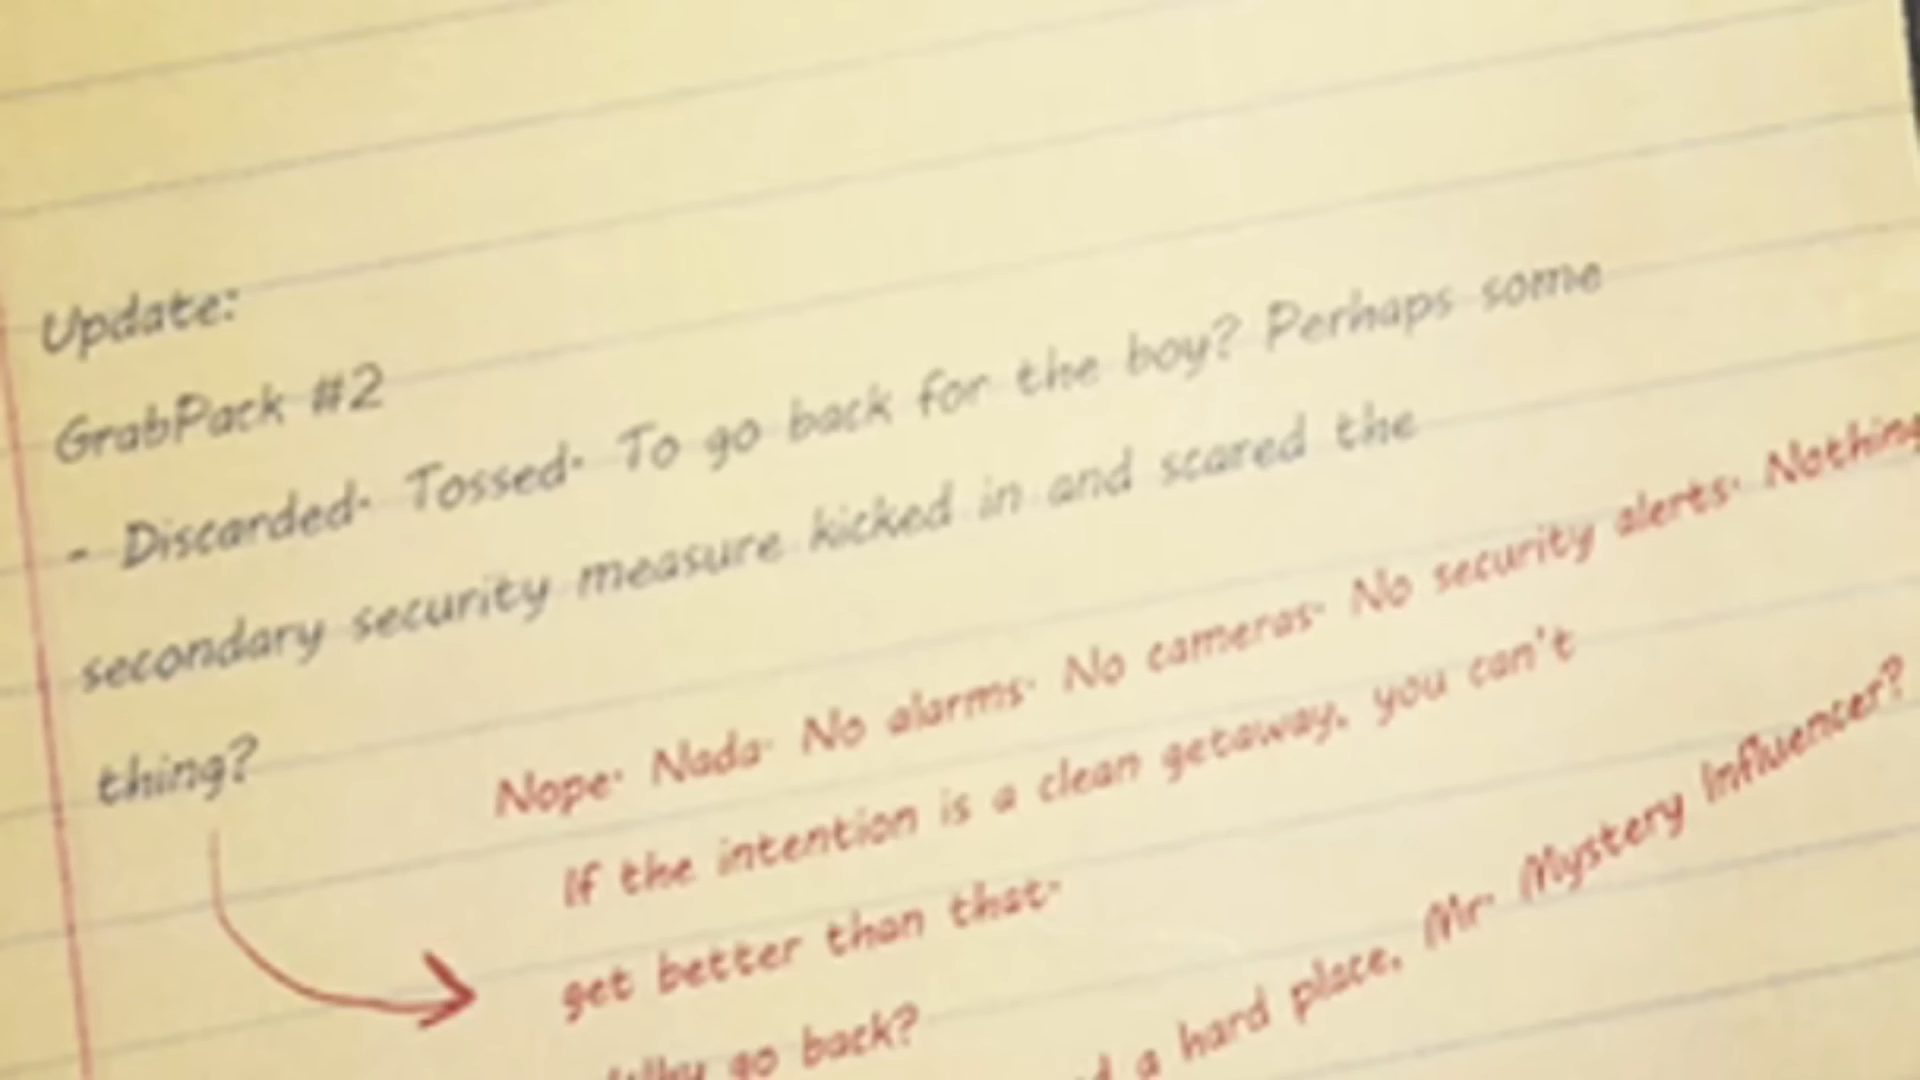 Update:
GrabPack #2
- Discarded. Tossed. To go back for the boy? Perhaps some
secondary security measure kicked in and scared the
thing?
Nope. Nada. No alarms. No cameras. No security alerts. Nothing
If the intention is a clean getaway, you can't
get better than that.
Why go back?
a hard place, Mr. Mystery Influencer?